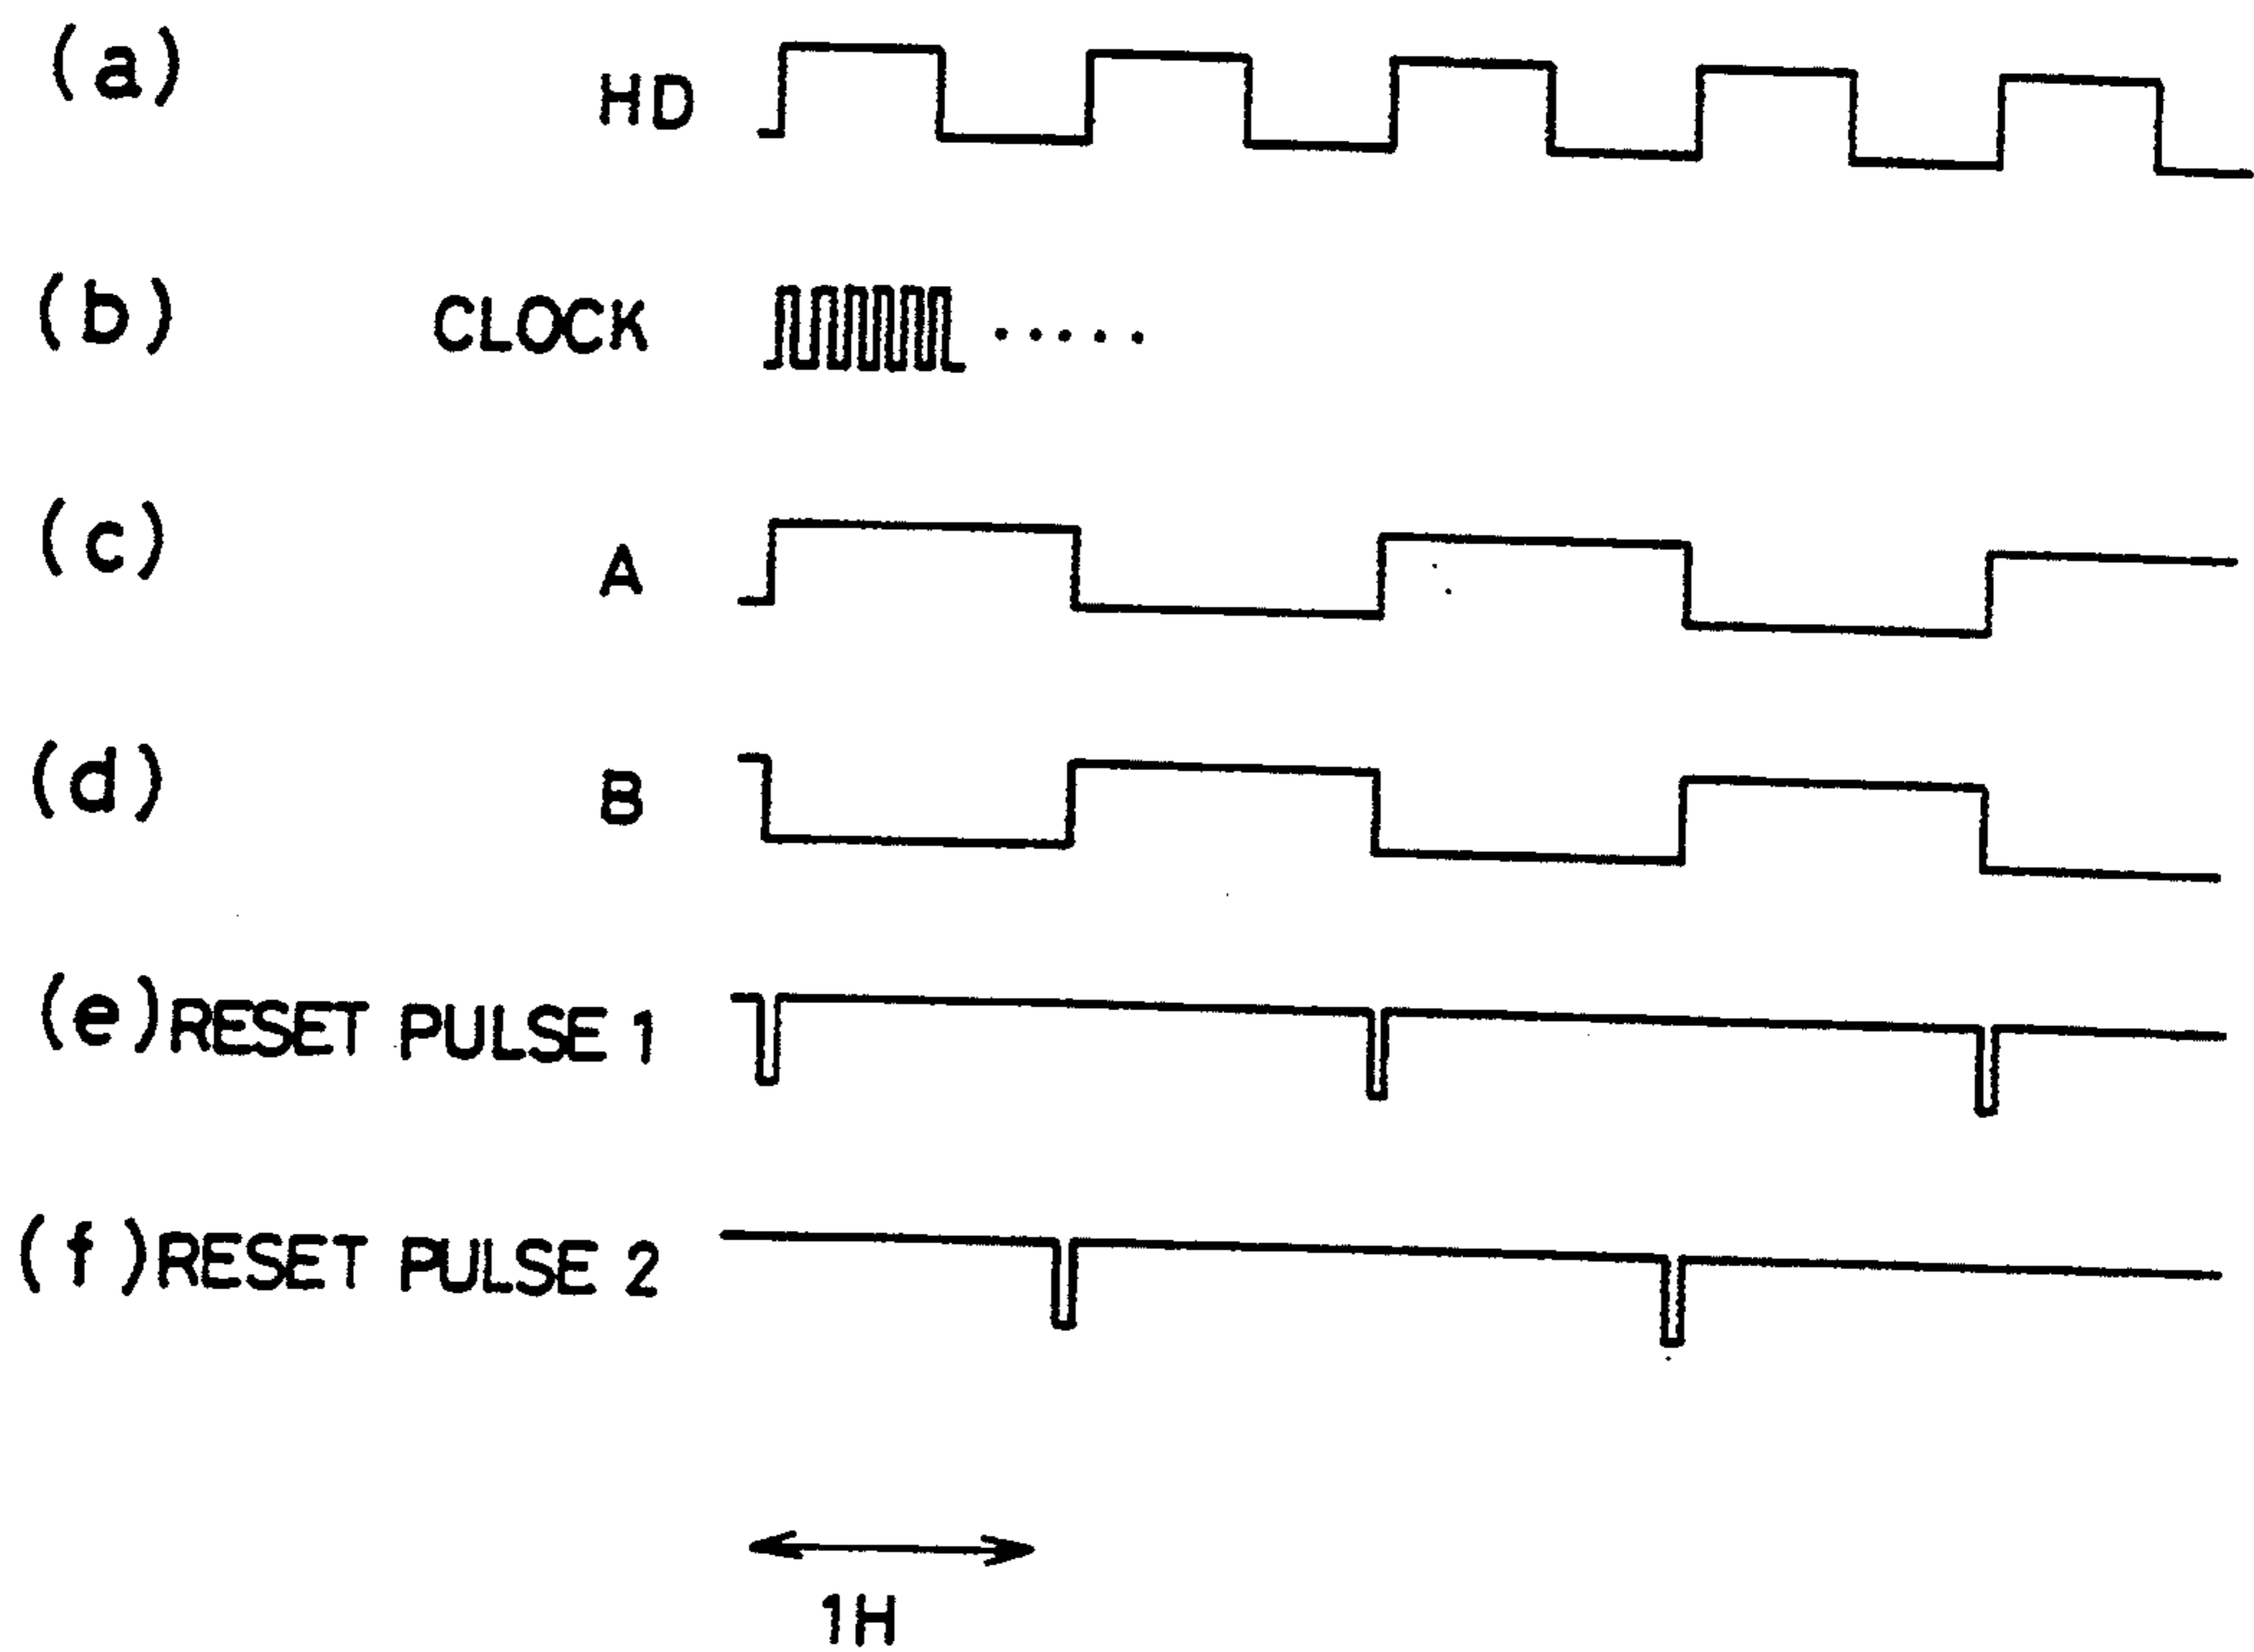 (a) HD
(b) CLOCK .....
(c) A
(d) B
(e) RESET PULSE 1
(f) RESET PULSE 2
1H